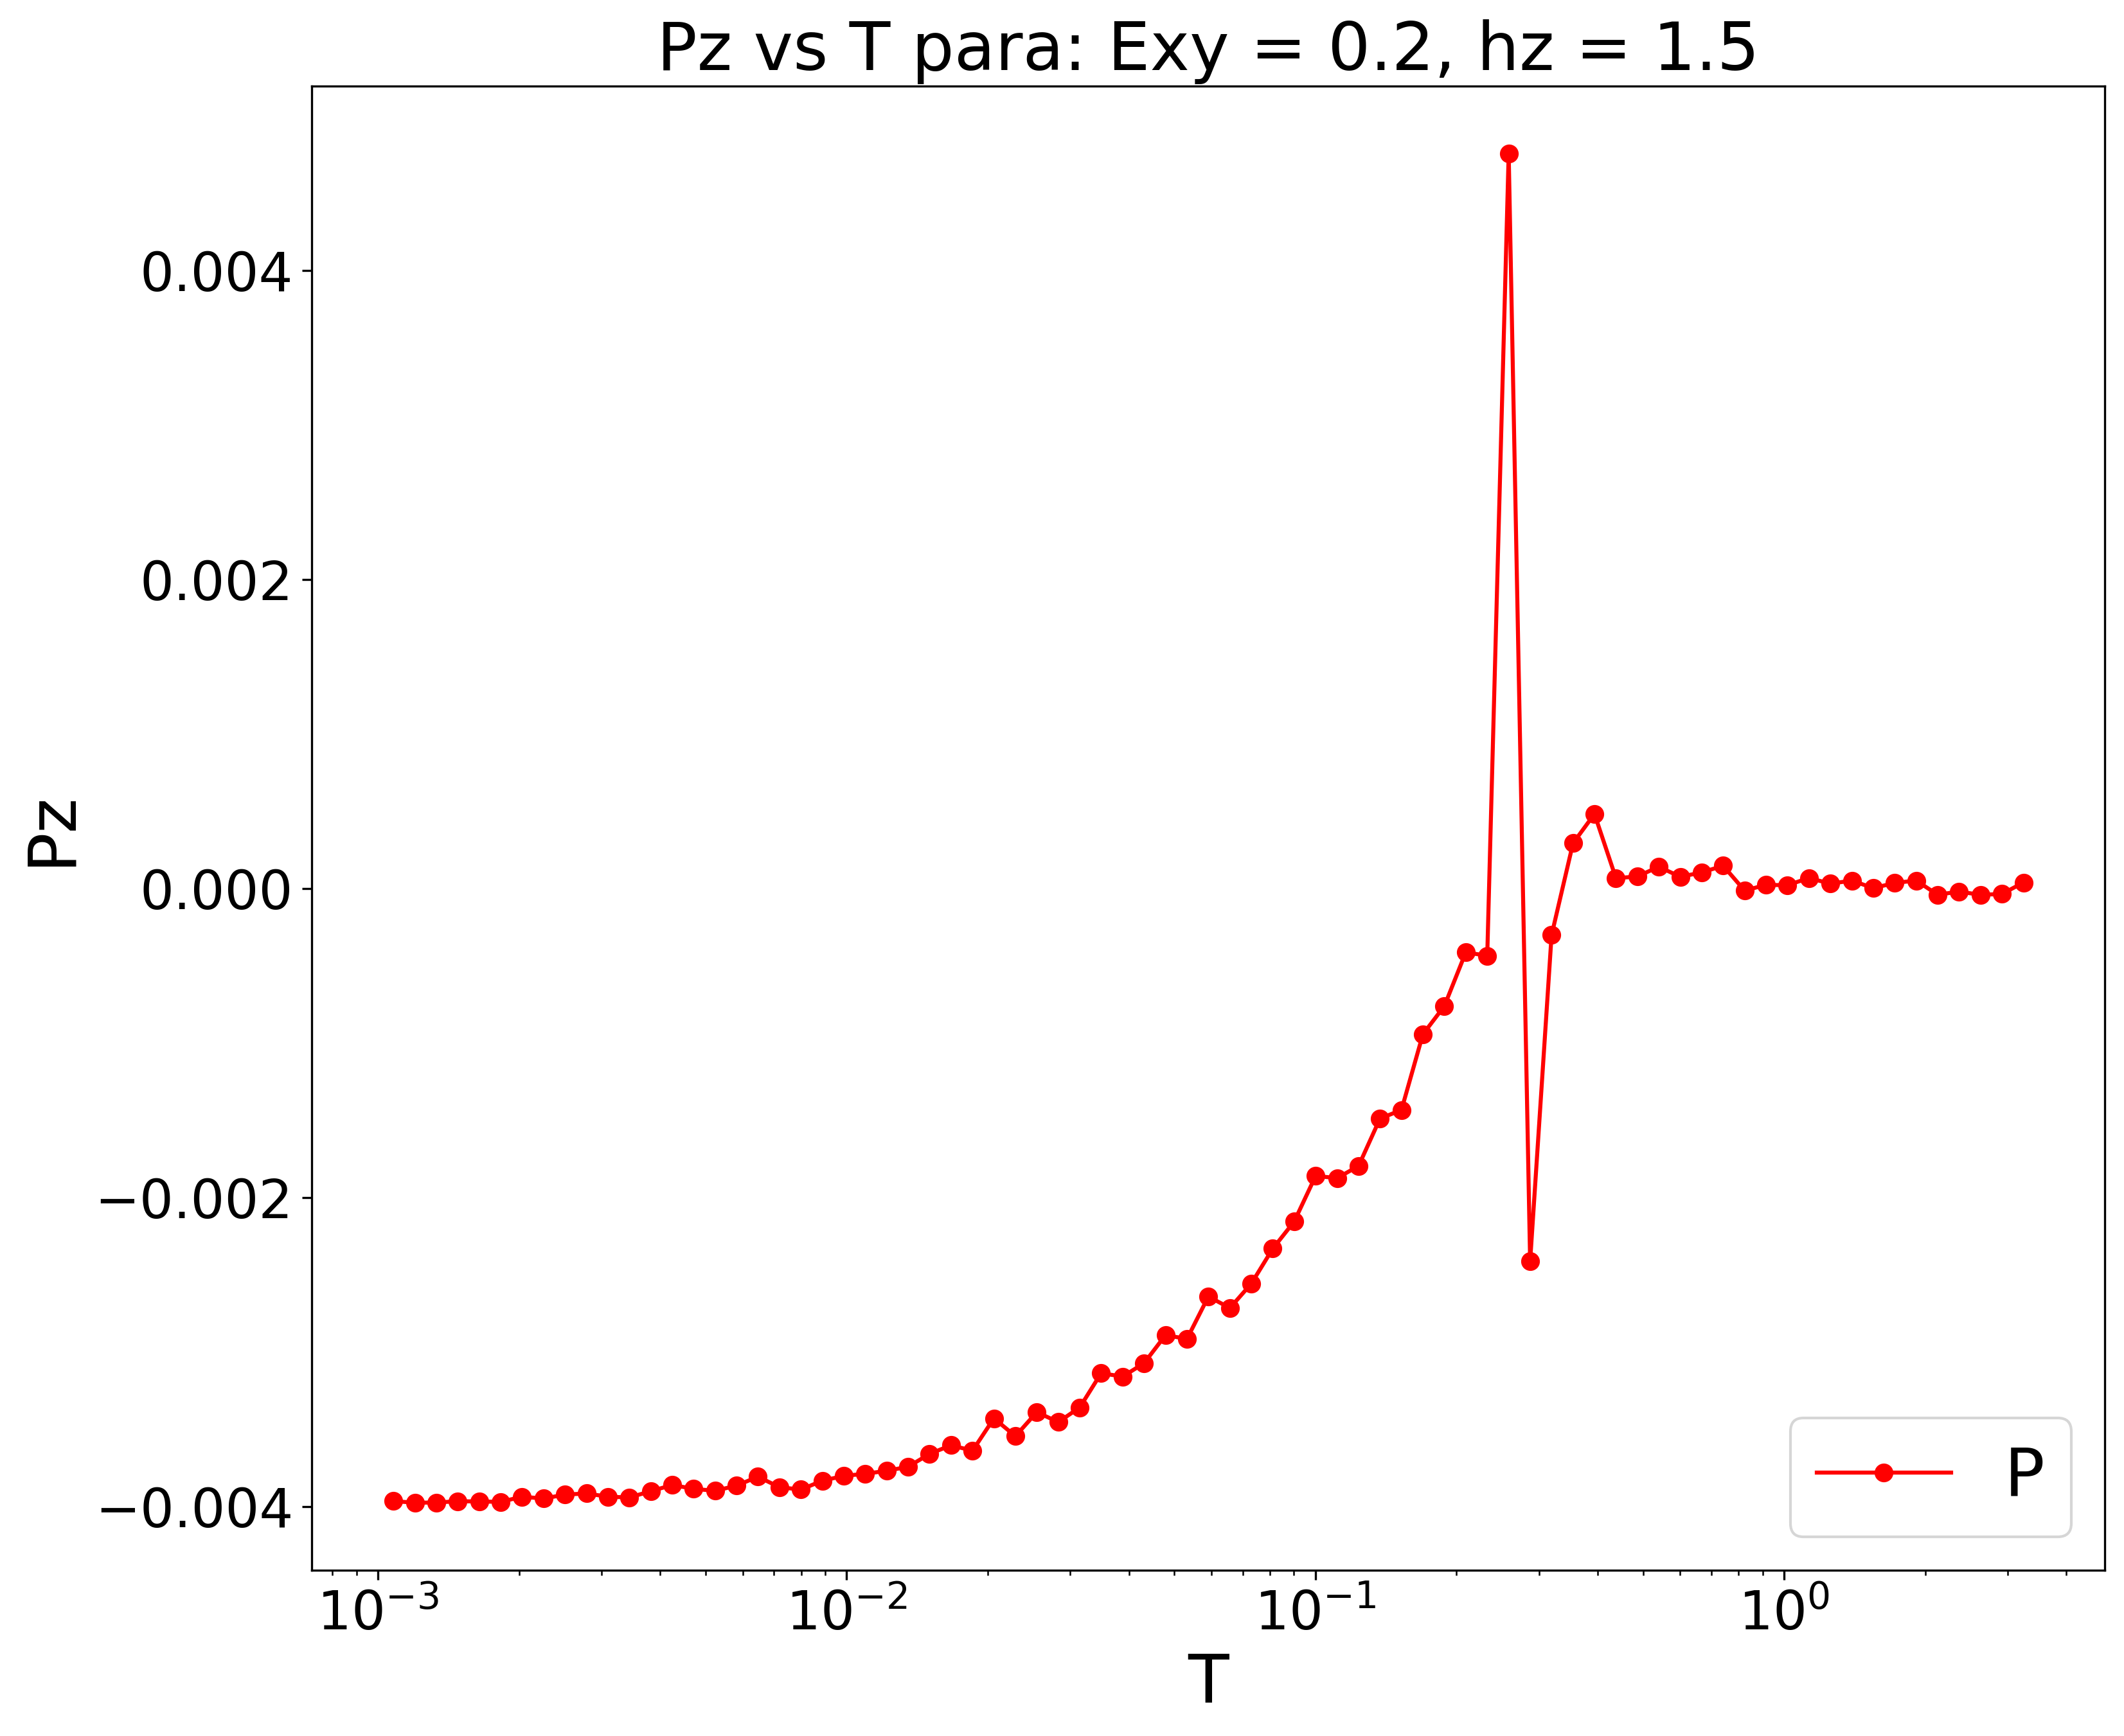 Pz vs T para: Exy = 0.2, hz = 1.5
Pz
0.004
0.002
0.000
−0.002
−0.004
10⁻³ 10⁻² 10⁻¹ 10⁰
T
P